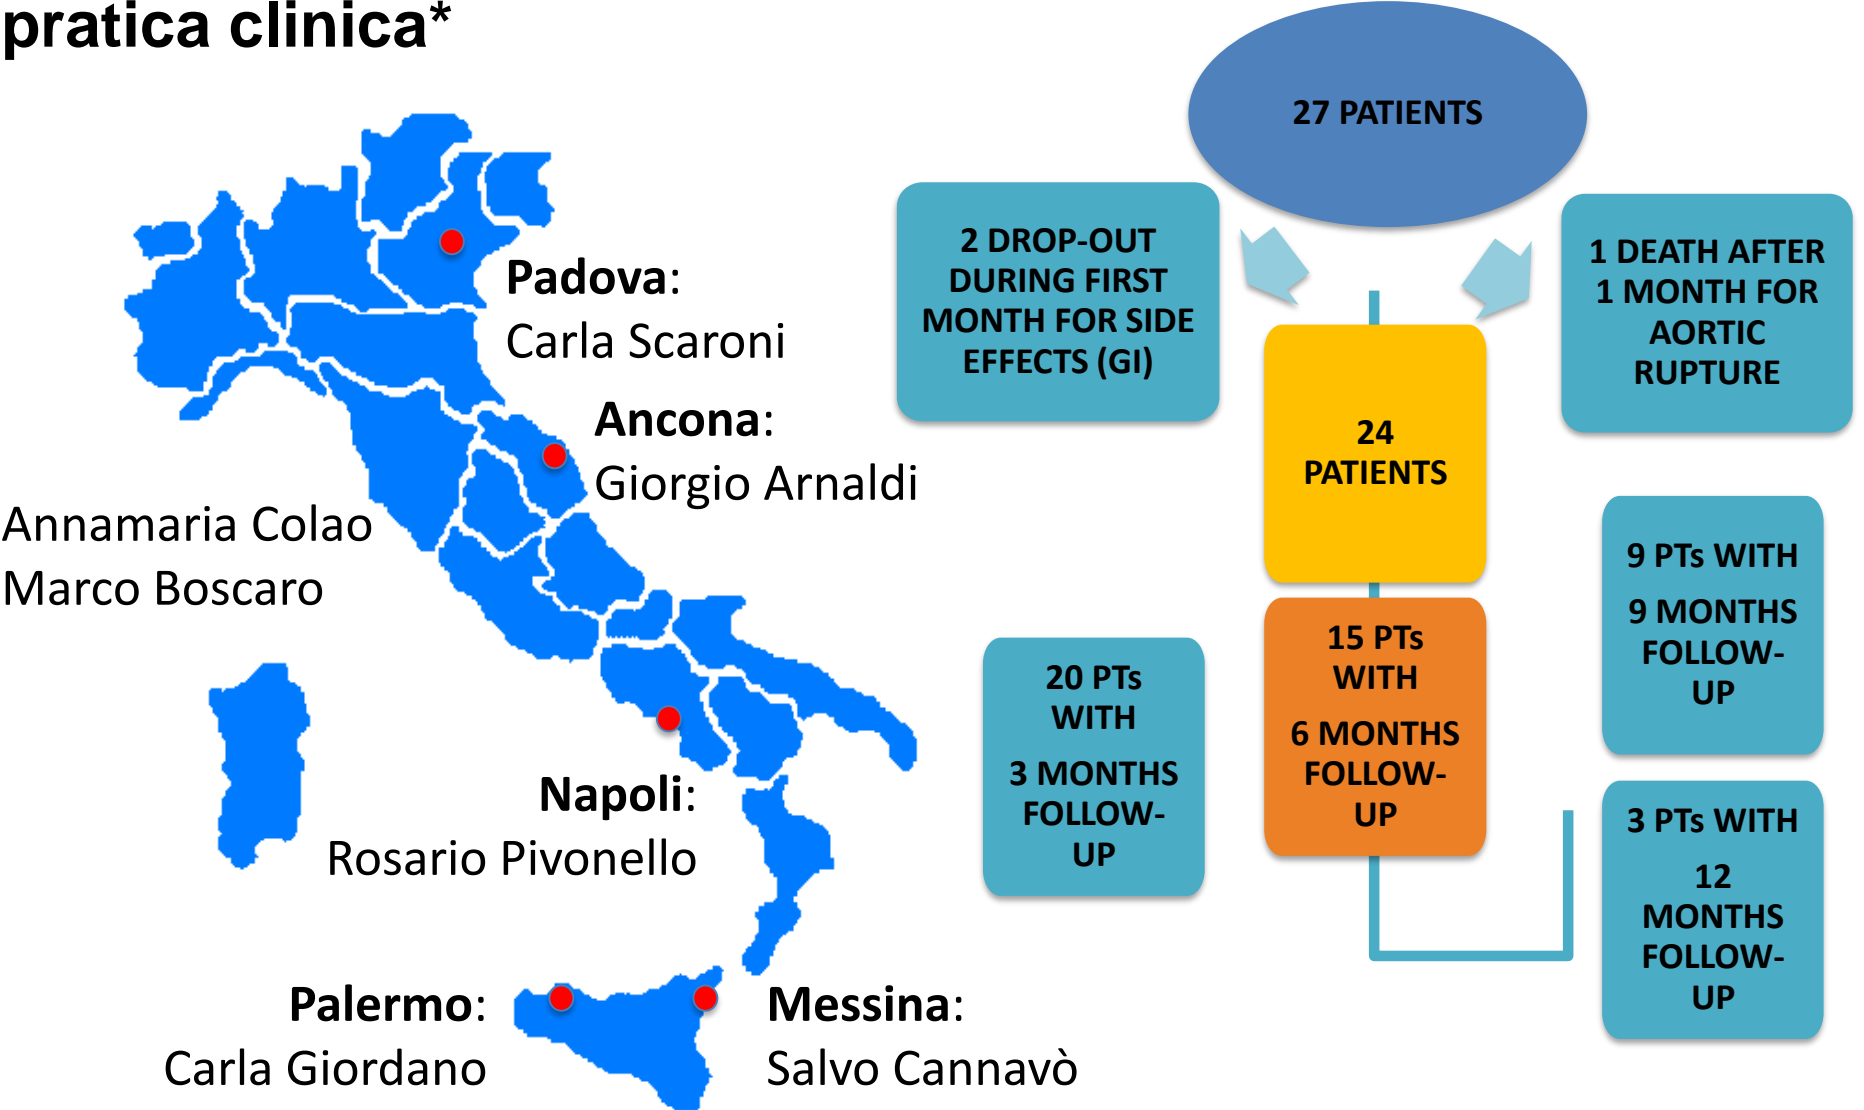 pratica clinica*
Padova:
Carla Scaroni
Ancona:
Giorgio Arnaldi
Annamaria Colao
Marco Boscaro
Napoli:
Rosario Pivonello
Palermo:
Carla Giordano
Messina:
Salvo Cannavò
27 PATIENTS
2 DROP-OUT
DURING FIRST
MONTH FOR SIDE
EFFECTS (GI)
1 DEATH AFTER
1 MONTH FOR
AORTIC
RUPTURE
24
PATIENTS
20 PTs
WITH
3 MONTHS
FOLLOW-
UP
15 PTs
WITH
6 MONTHS
FOLLOW-
UP
9 PTs WITH
9 MONTHS
FOLLOW-
UP
3 PTs WITH
12
MONTHS
FOLLOW-
UP